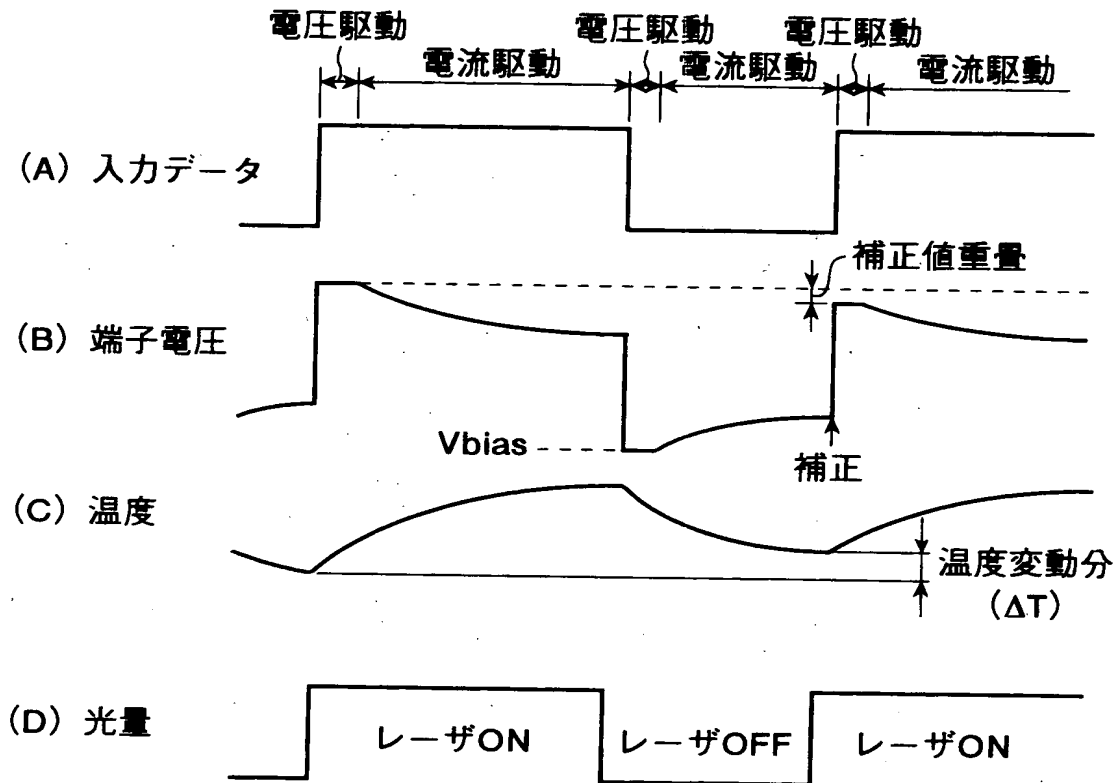 電圧駆動 電圧駆動 電圧駆動
電流駆動 電流駆動 電流駆動
(A) 入力データ
補正値重畳
(B) 端子電圧
Vbias
補正
(C) 温度
温度変動分
(ΔT)
(D) 光量
レーザON レーザOFF レーザON